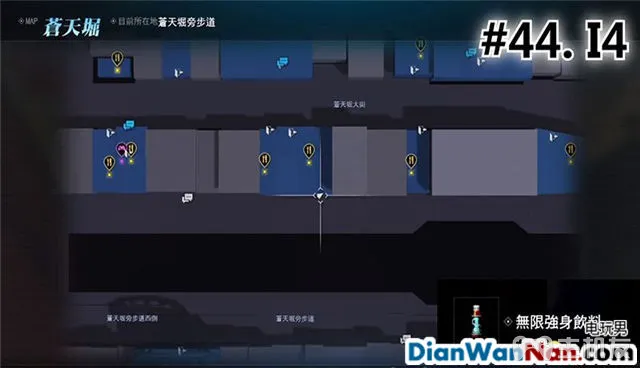 MAP 蒼天堀 目前所在地 蒼天堀旁步道
#44. I4
蒼天堀大街
蒼天堀旁步道西側
蒼天堀旁步道
無限強身飲料
电玩男
DianWanNan.com